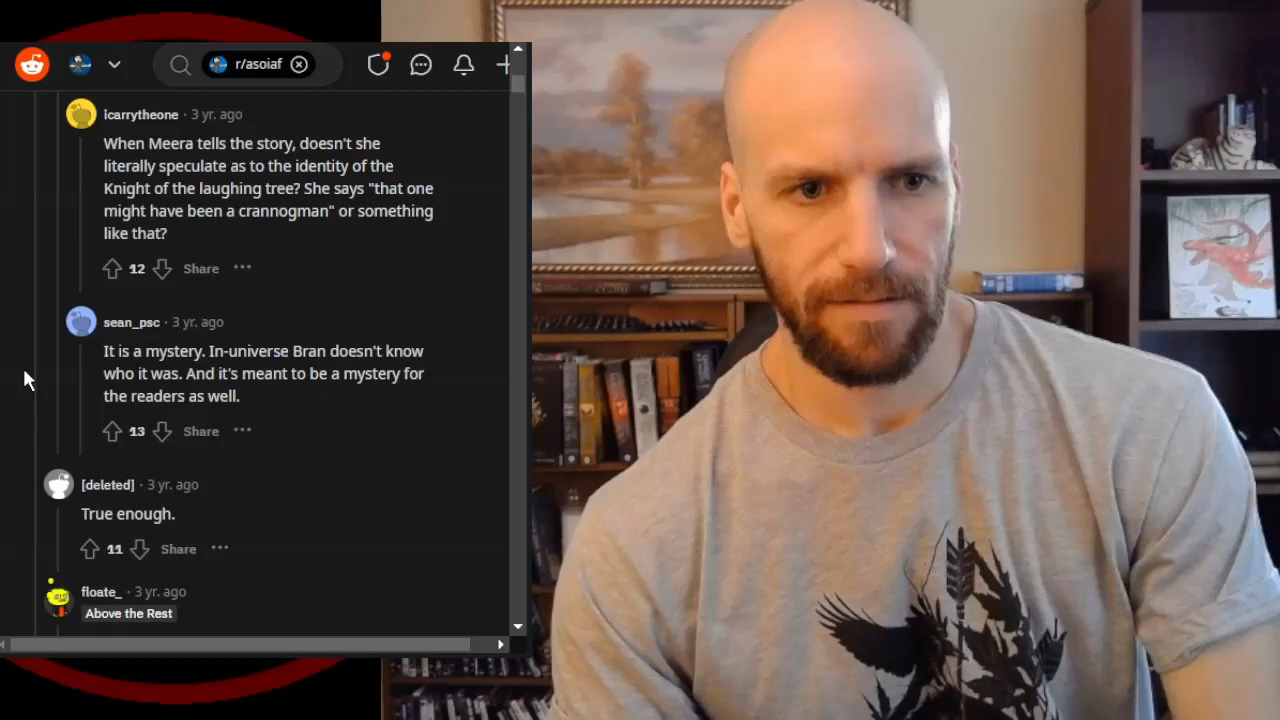 r/asoiaf
icarrytheone · 3 yr. ago
When Meera tells the story, doesn't she
literally speculate as to the identity of the
Knight of the laughing tree? She says "that one
might have been a crannogman" or something
like that?
12 Share
sean_psc · 3 yr. ago
It is a mystery. In-universe Bran doesn't know
who it was. And it's meant to be a mystery for
the readers as well.
13 Share
[deleted] · 3 yr. ago
True enough.
11 Share
floate_ · 3 yr. ago
Above the Rest